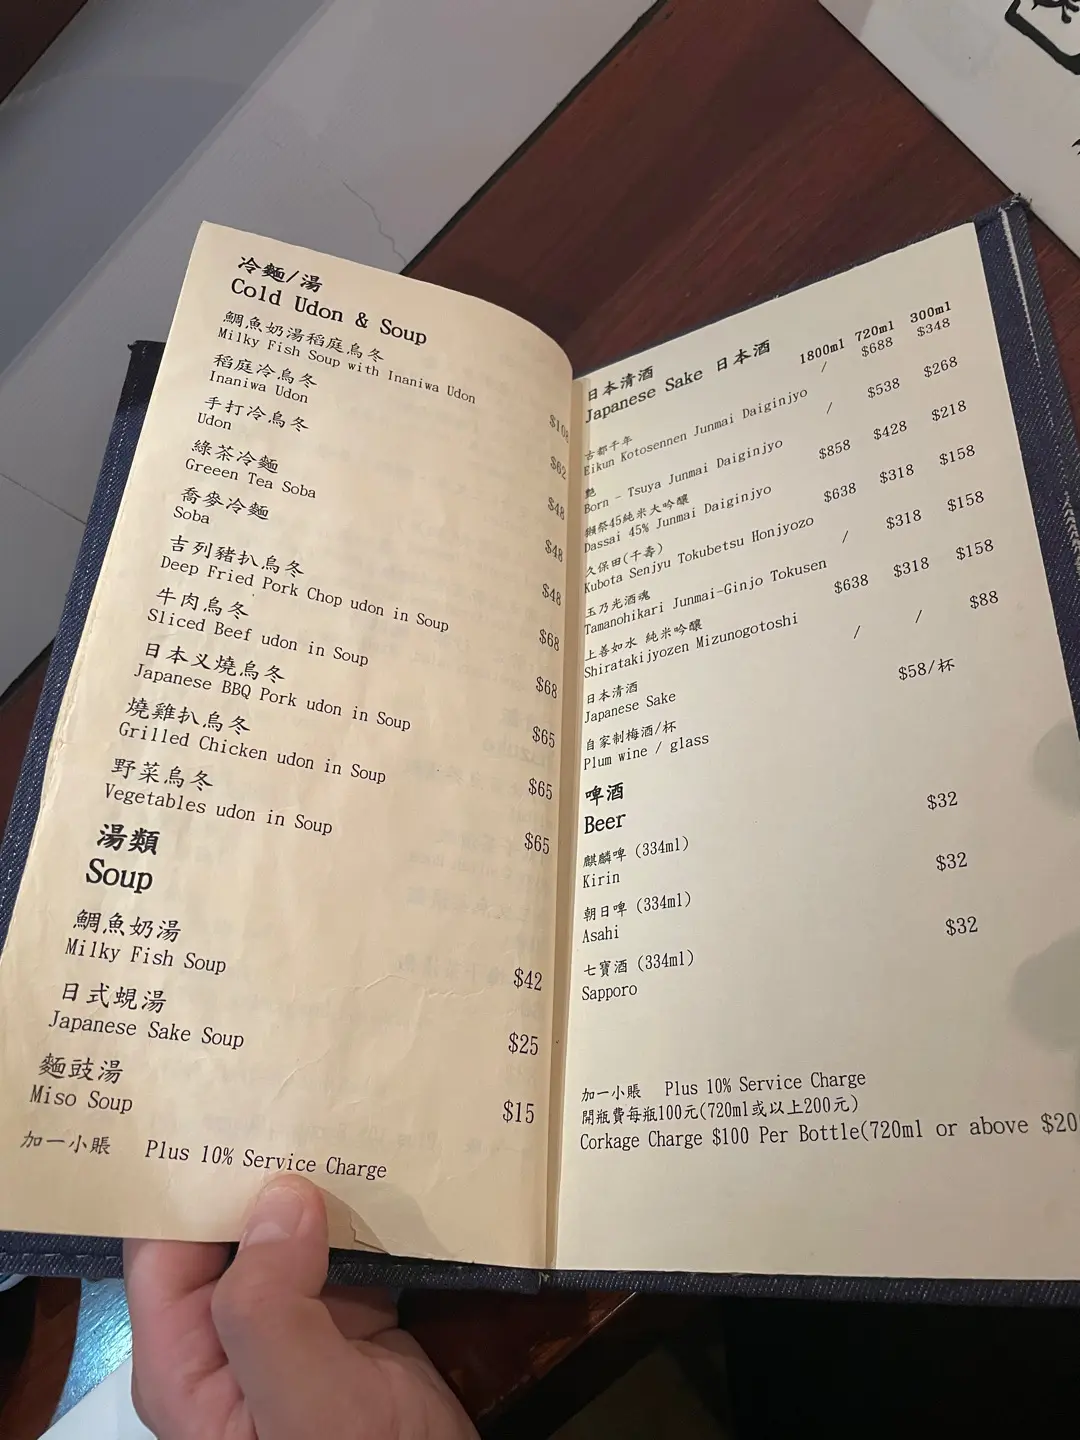 冷麵/湯
Cold Udon & Soup
鯛魚奶湯稻庭烏冬
Milky Fish Soup with Inaniwa Udon
稻庭冷烏冬
Inaniwa Udon
$62
手打冷烏冬
Udon
$48
綠茶冷麵
Greeen Tea Soba
$48
喬麥冷麵
Soba
$48
吉列豬扒烏冬
Deep Fried Pork Chop udon in Soup
$68
牛肉烏冬
Sliced Beef udon in Soup
$68
日本义燒烏冬
Japanese BBQ Pork udon in Soup
$65
燒雞扒烏冬
Grilled Chicken udon in Soup
$65
野菜烏冬
Vegetables udon in Soup
$65
湯類
Soup
鯛魚奶湯
Milky Fish Soup
$42
日式蜆湯
Japanese Sake Soup
$25
麵豉湯
Miso Soup
$15
加一小賬 Plus 10% Service Charge
日本清酒
Japanese Sake 日本酒 1800ml 720ml 300ml
古都千年
Eikun Kotosennen Junmai Daiginjyo / $688 $348
艶
Born - Tsuya Junmai Daiginjyo / $538 $268
獺祭45純米大吟釀
Dassai 45% Junmai Daiginjyo $858 $428 $218
久保田(千壽)
Kubota Senjyu Tokubetsu Honjyozo $638 $318 $158
玉乃光酒魂
Tamanohikari Junmai-Ginjo Tokusen / $318 $158
上善如水 純米吟釀
Shiratakijyozen Mizunogotoshi $638 $318 $158
日本清酒
Japanese Sake / / $88
自家制梅酒/杯
Plum wine / glass $58/杯
啤酒
Beer
麒麟啤 (334ml)
Kirin $32
朝日啤 (334ml)
Asahi $32
七寶酒 (334ml)
Sapporo $32
加一小賬 Plus 10% Service Charge
開瓶費每瓶100元(720ml或以上200元)
Corkage Charge $100 Per Bottle(720ml or above $20